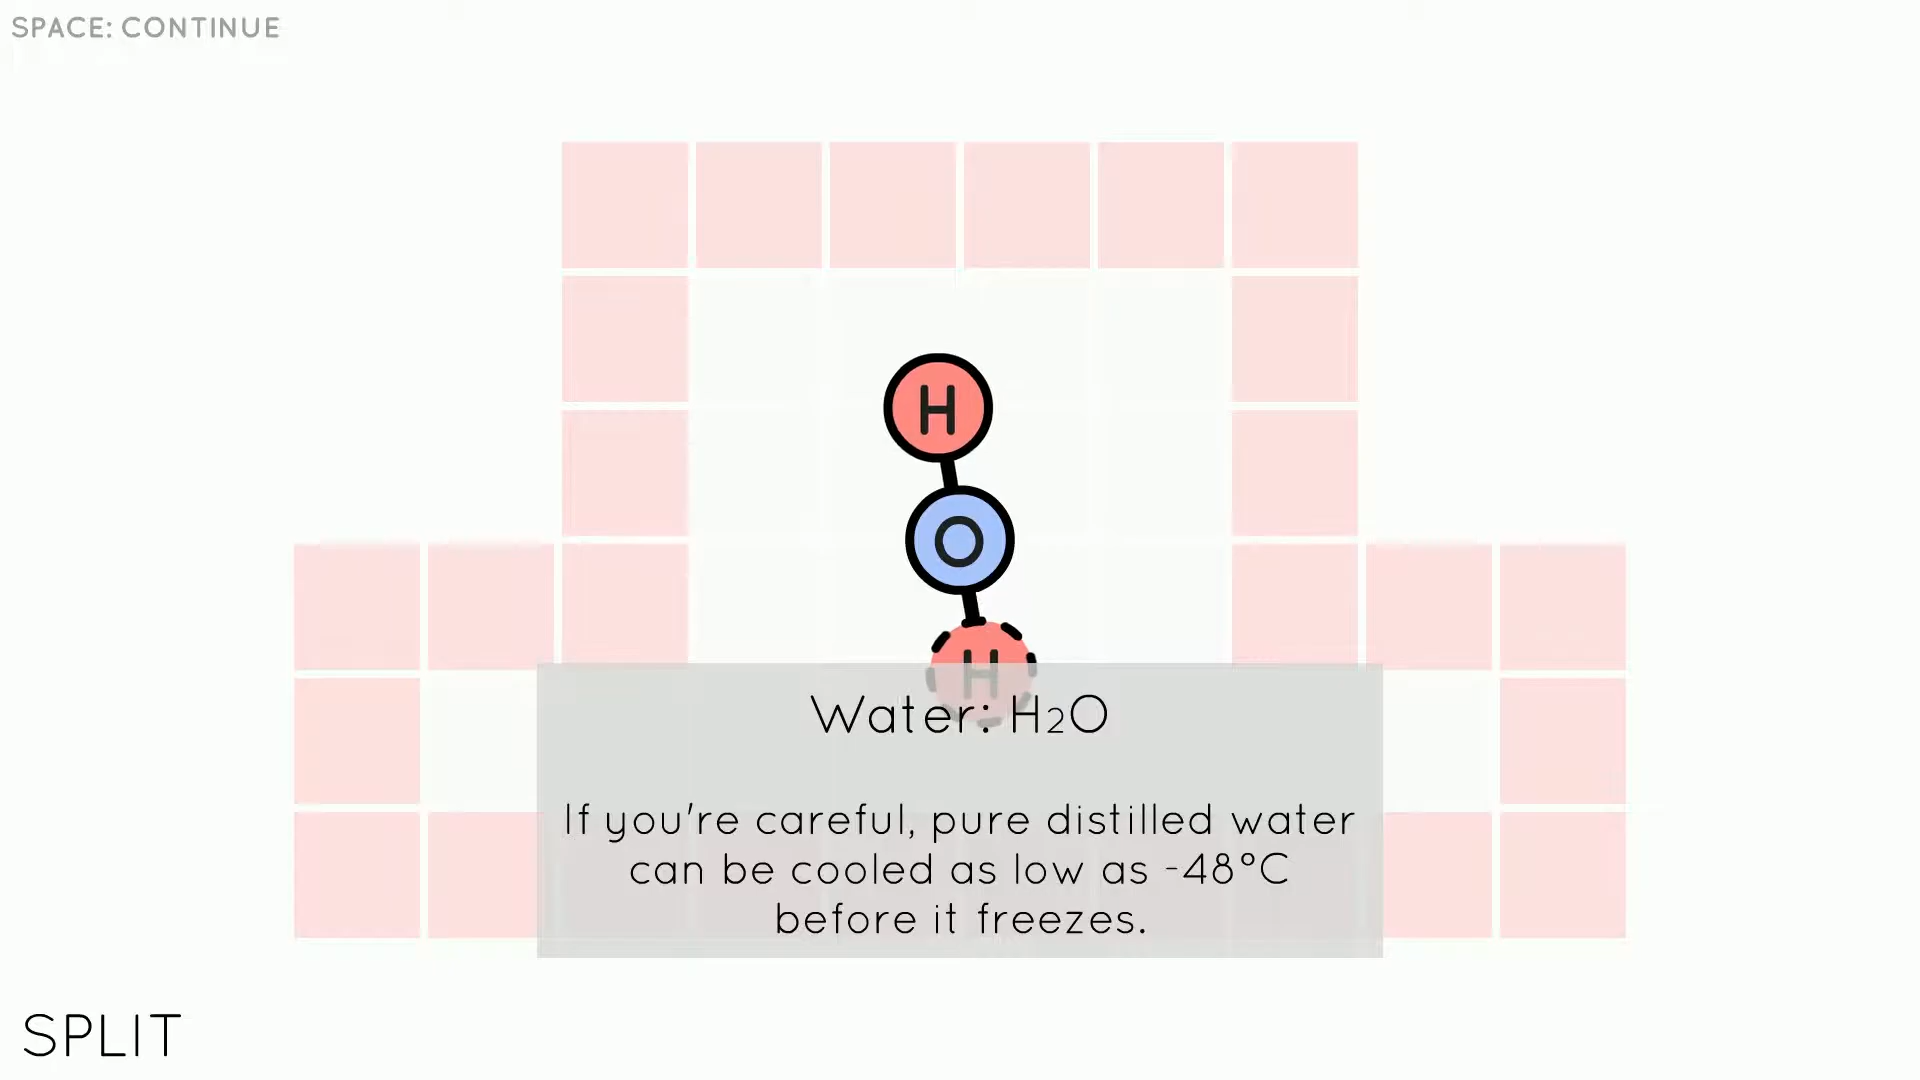 SPACE: CONTINUE
H
O
H
Water: H2O
If you're careful, pure distilled water
can be cooled as low as -48°C
before it freezes.
SPLIT